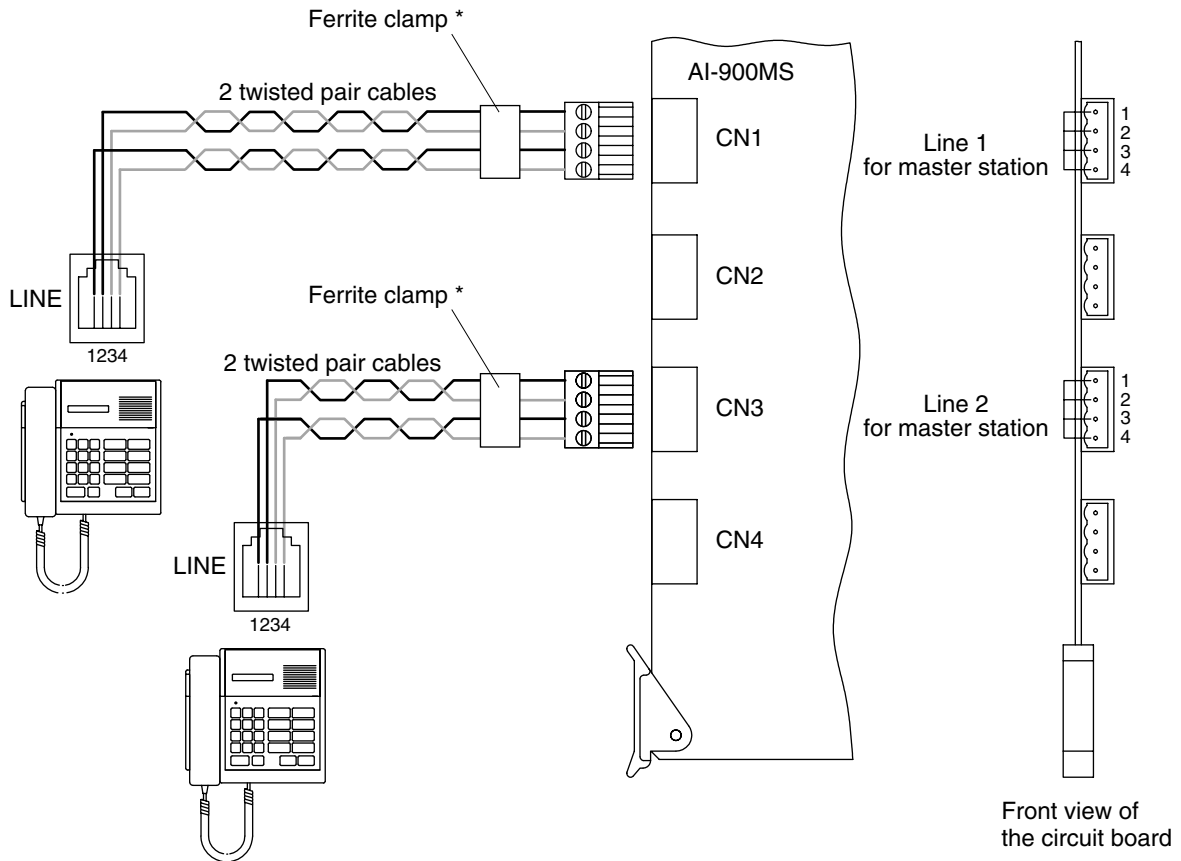 Ferrite clamp *
2 twisted pair cables
AI-900MS
CN1
Line 1
for master station
1
2
3
4
CN2
LINE
1234
Ferrite clamp *
2 twisted pair cables
CN3
Line 2
for master station
1
2
3
4
CN4
LINE
1234
Front view of
the circuit board